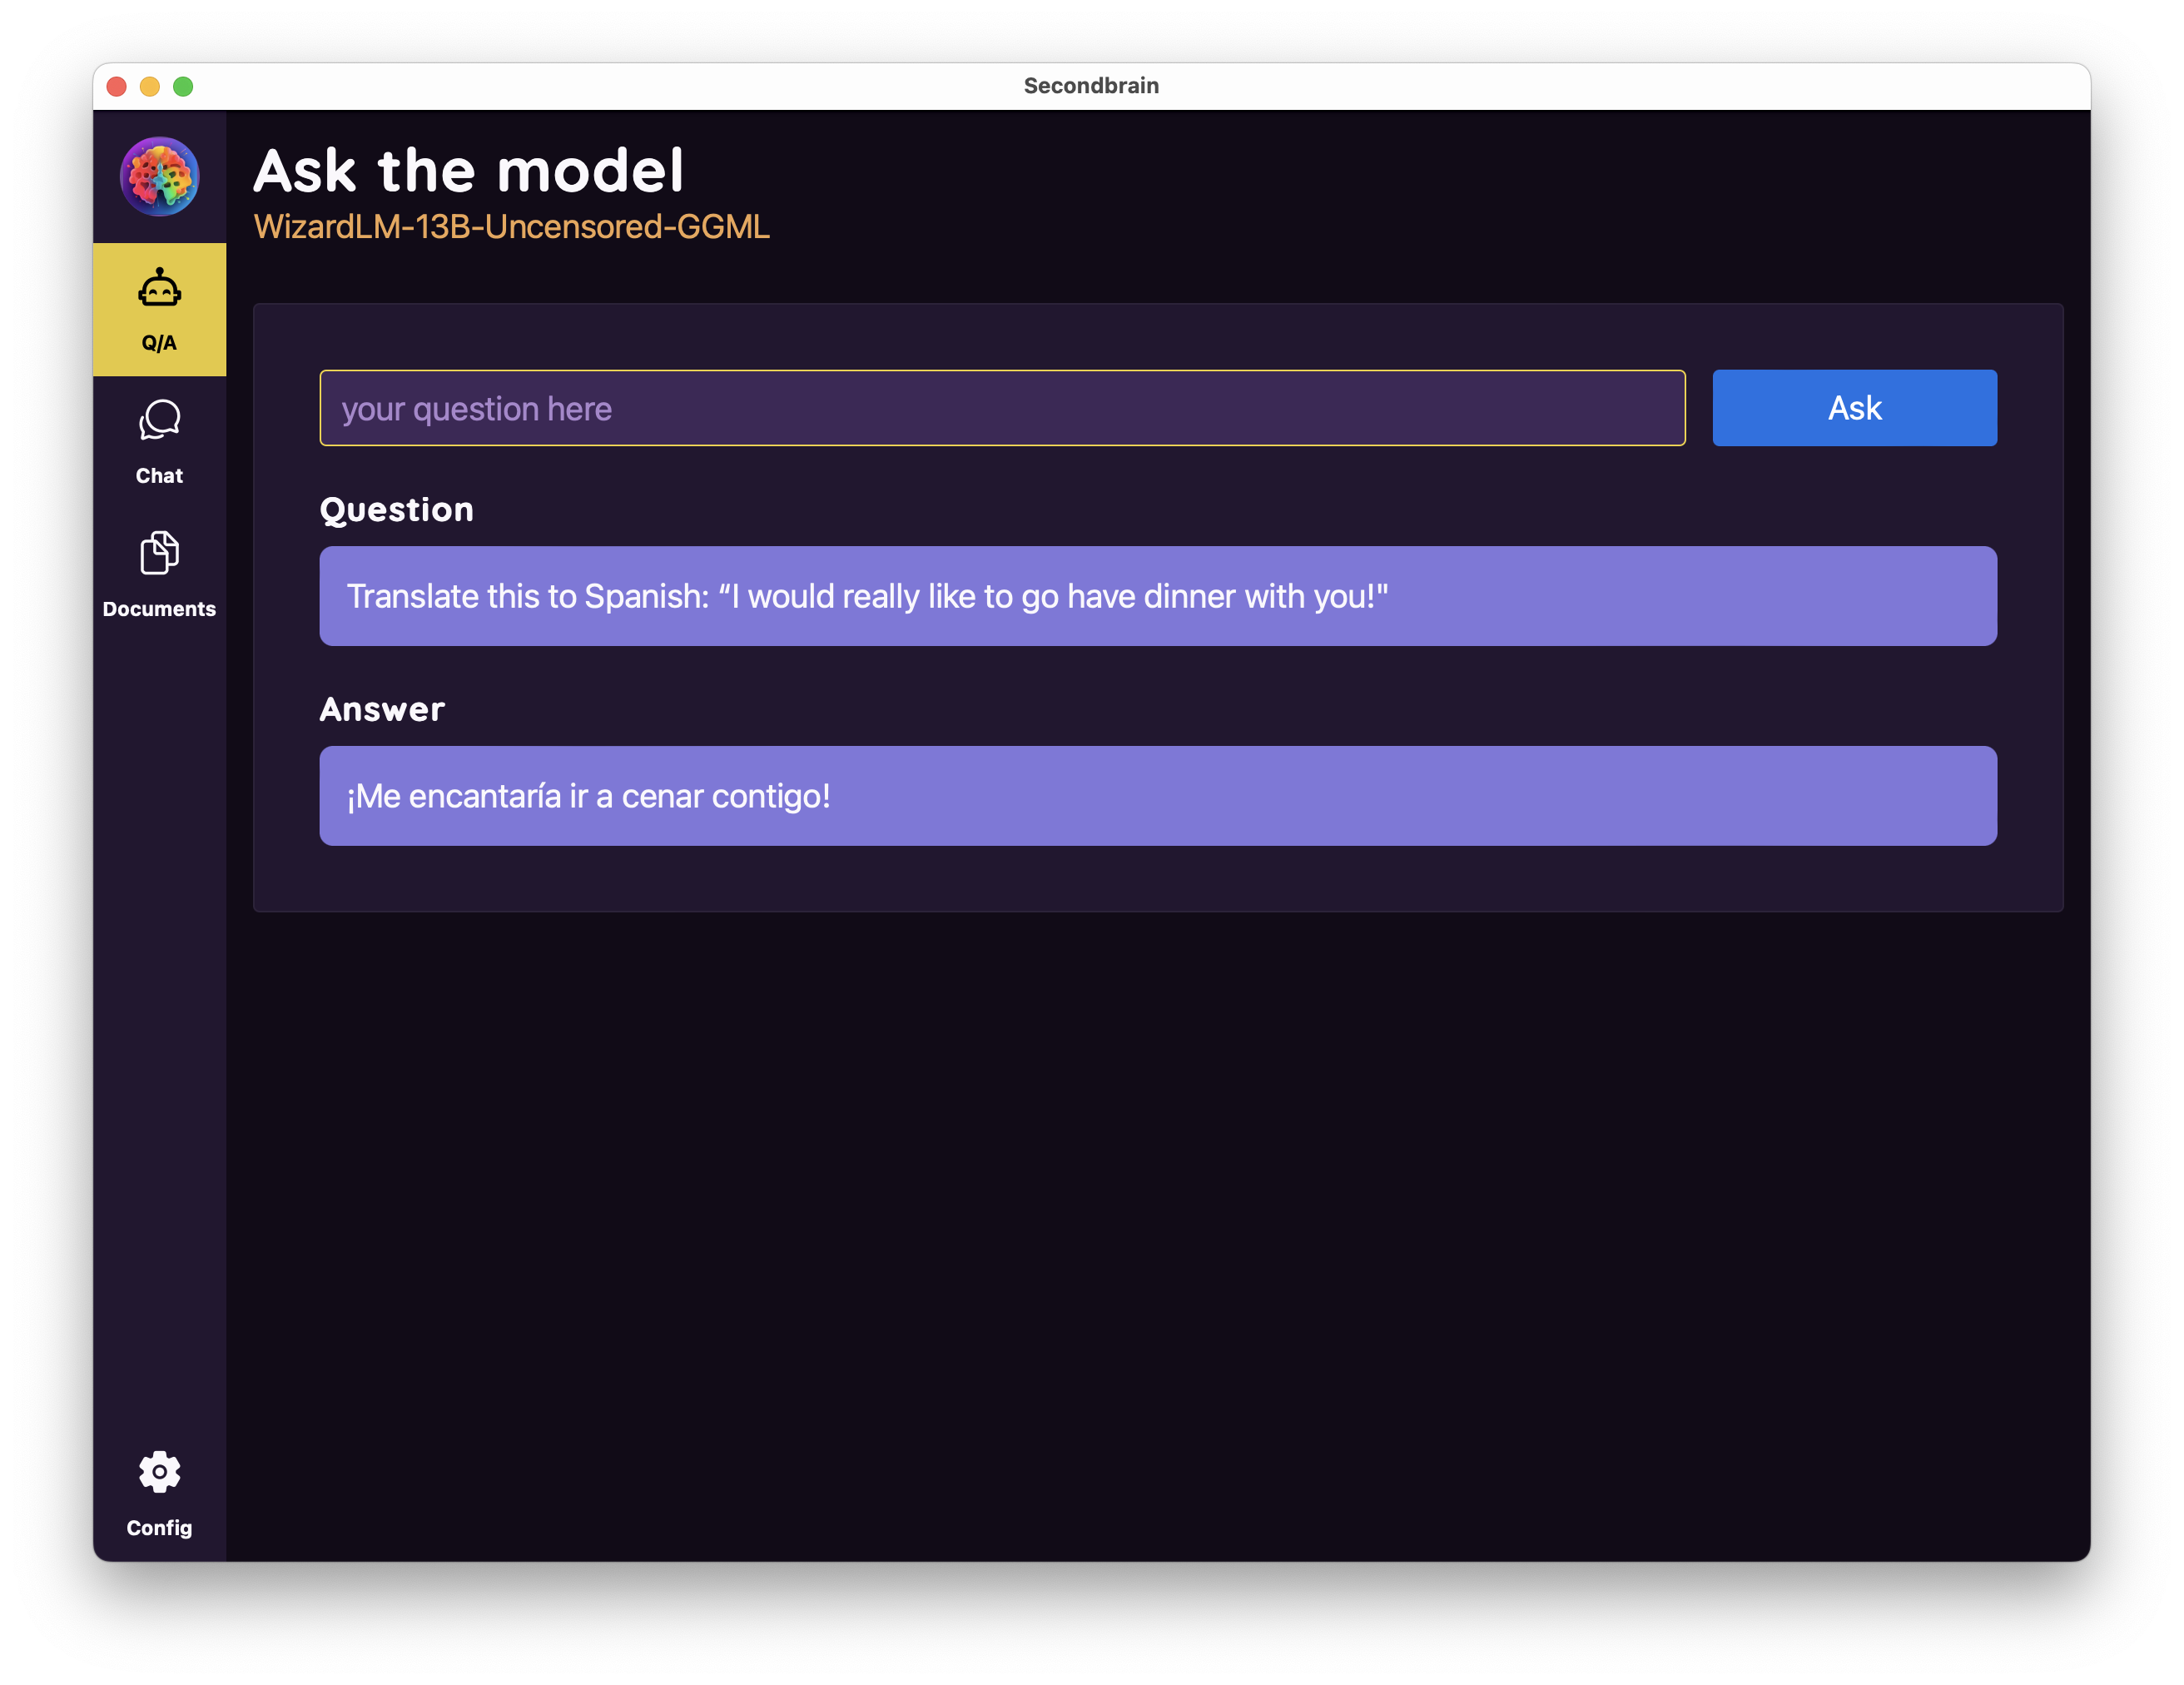 Secondbrain
Ask the model
WizardLM-13B-Uncensored-GGML
Q/A
Chat
Documents
Config
your question here
Ask
Question
Translate this to Spanish: “I would really like to go have dinner with you!"
Answer
¡Me encantaría ir a cenar contigo!